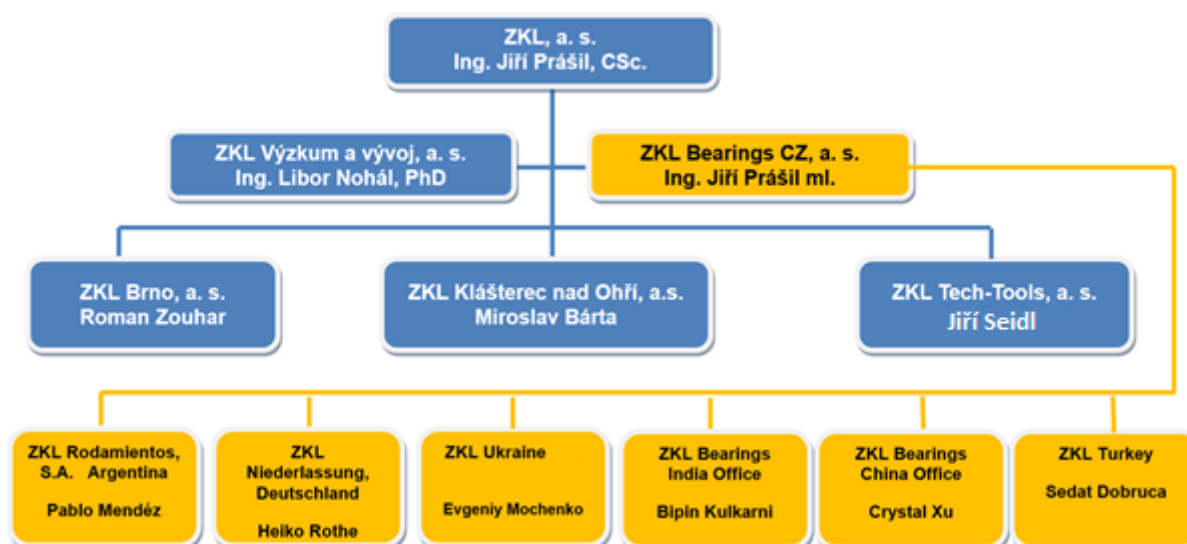 ZKL, a. s.
Ing. Jiří Prášil, CSc.
ZKL Výzkum a vývoj, a. s.
Ing. Libor Nohál, PhD
ZKL Bearings CZ, a. s.
Ing. Jiří Prášil ml.
ZKL Brno, a. s.
Roman Zouhar
ZKL Klášterec nad Ohří, a.s.
Miroslav Bárta
ZKL Tech-Tools, a. s.
Jiří Seidl
ZKL Rodamientos,
S.A. Argentina
Pablo Mendéz
ZKL
Niederlassung,
Deutschland
Heiko Rothe
ZKL Ukraine
Evgeniy Mochenko
ZKL Bearings
India Office
Bipin Kulkarni
ZKL Bearings
China Office
Crystal Xu
ZKL Turkey
Sedat Dobruca